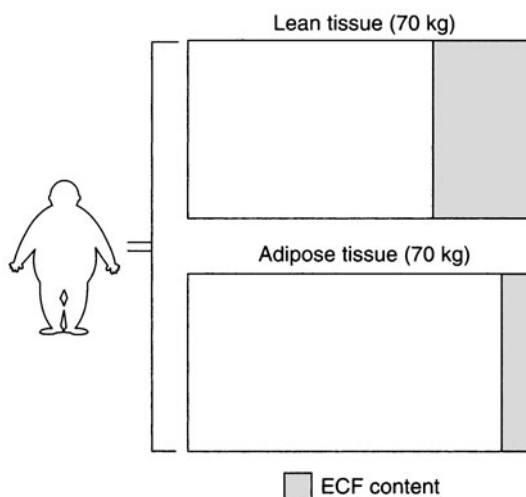 Lean tissue (70 kg)
Adipose tissue (70 kg)
ECF content